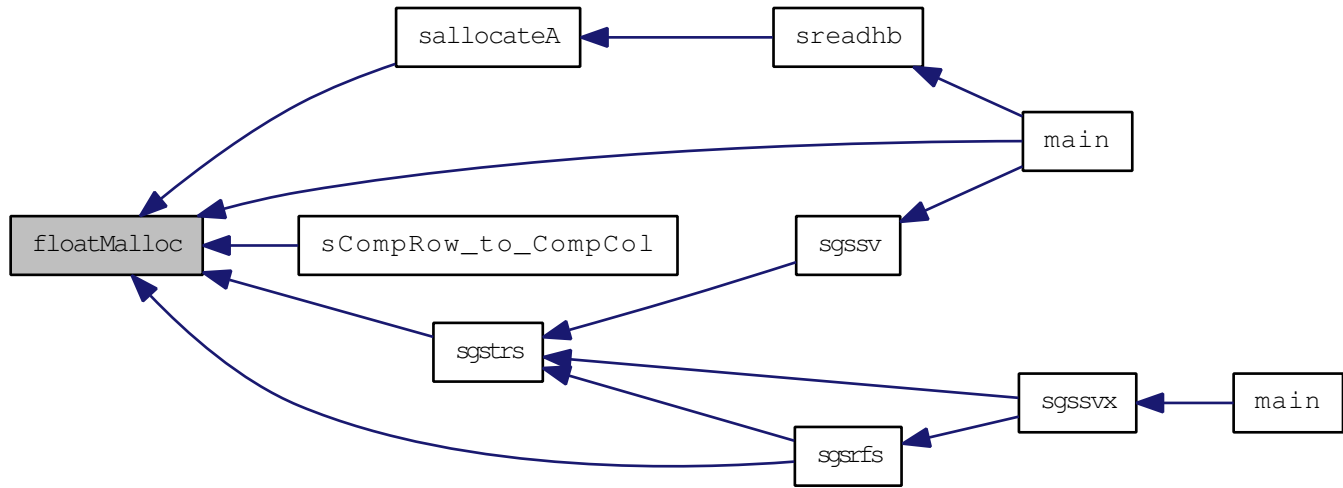 sallocateA
sreadhb
main
floatMalloc
sCompRow_to_CompCol
sgssv
sgstrs
sgssvx
main
sgsrfs